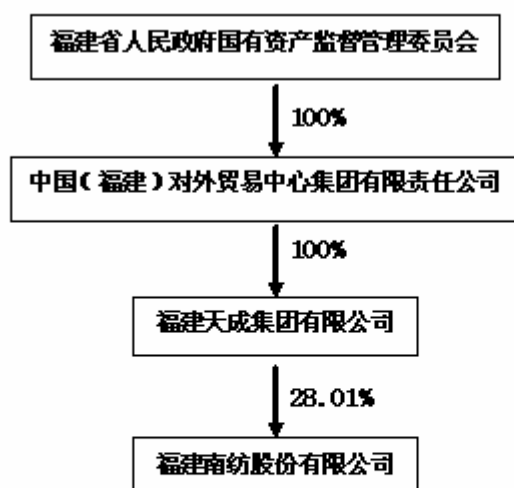 福建省人民政府国有资产监督管理委员会
100%
中国（福建）对外贸易中心集团有限责任公司
100%
福建天成集团有限公司
28.01%
福建南纺股份有限公司